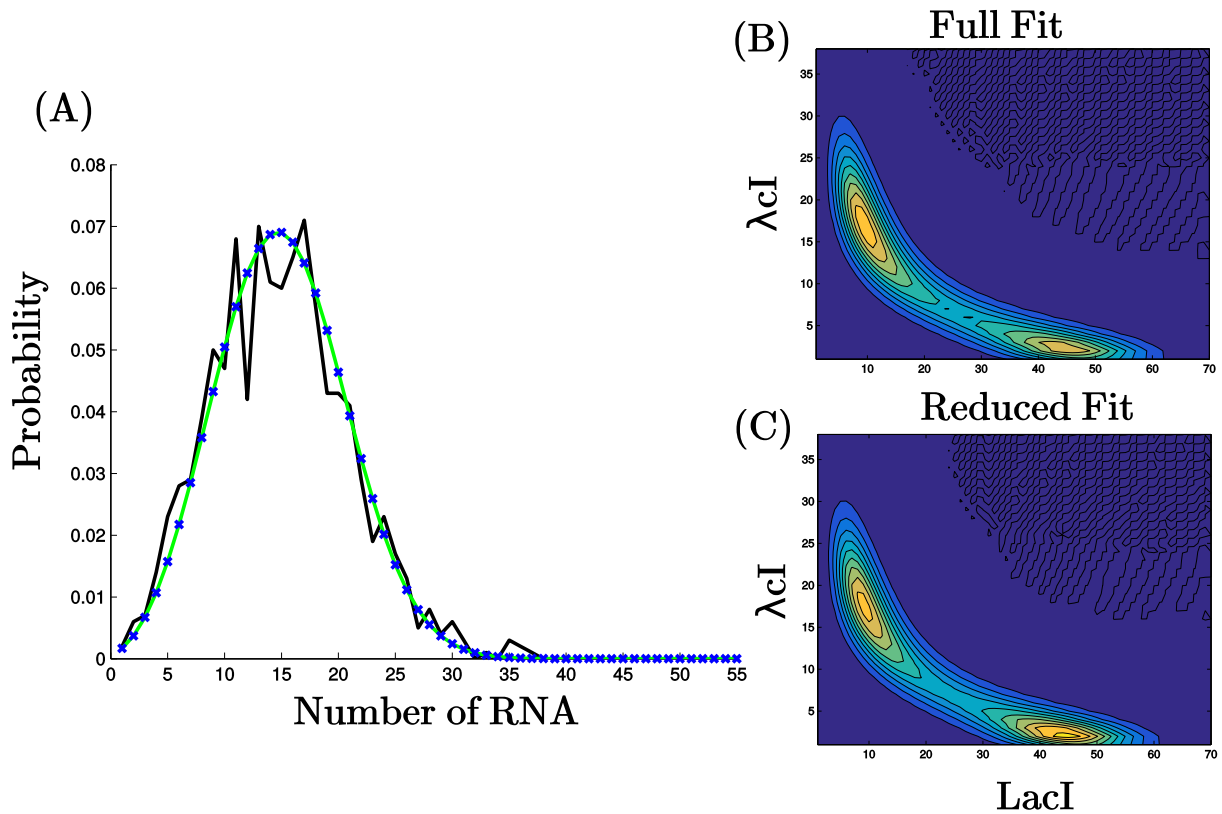 (A)
0.08
0.07
0.06
0.05
0.04
0.03
0.02
0.01
0
0 5 10 15 20 25 30 35 40 45 50 55
Probability
Number of RNA
(B)
Full Fit
35
30
25
20
15
10
5
10 20 30 40 50 60 70
λcI
(C)
Reduced Fit
35
30
25
20
15
10
5
10 20 30 40 50 60 70
λcI
LacI